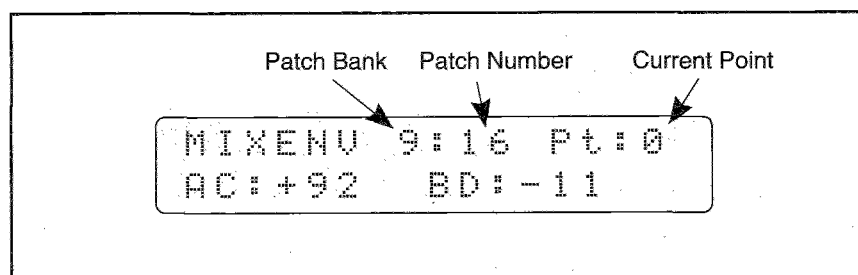 Patch Bank Patch Number Current Point
MIXENV 9:16 Pt:0
AC:+92 BD:-11